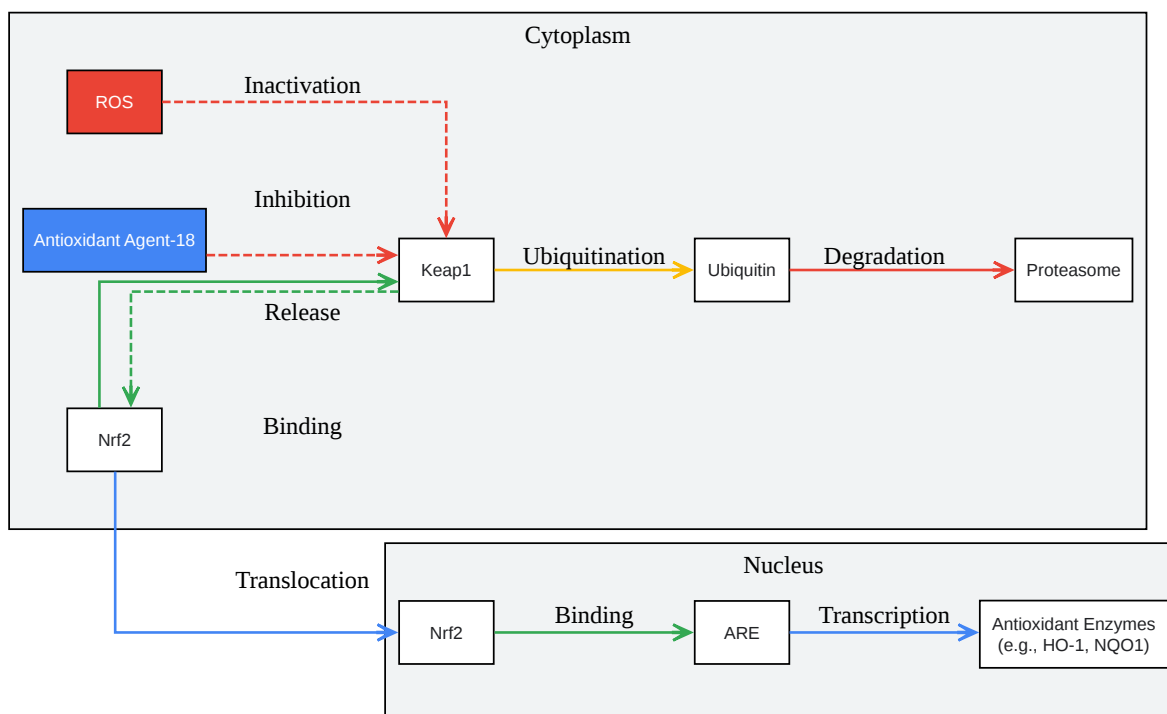 Cytoplasm
Inactivation
ROS
Inhibition
Antioxidant Agent-18
Keap1
Ubiquitination
Ubiquitin
Degradation
Proteasome
Release
Binding
Nrf2
Nucleus
Translocation
Nrf2
Binding
ARE
Transcription
Antioxidant Enzymes
(e.g., HO-1, NQO1)